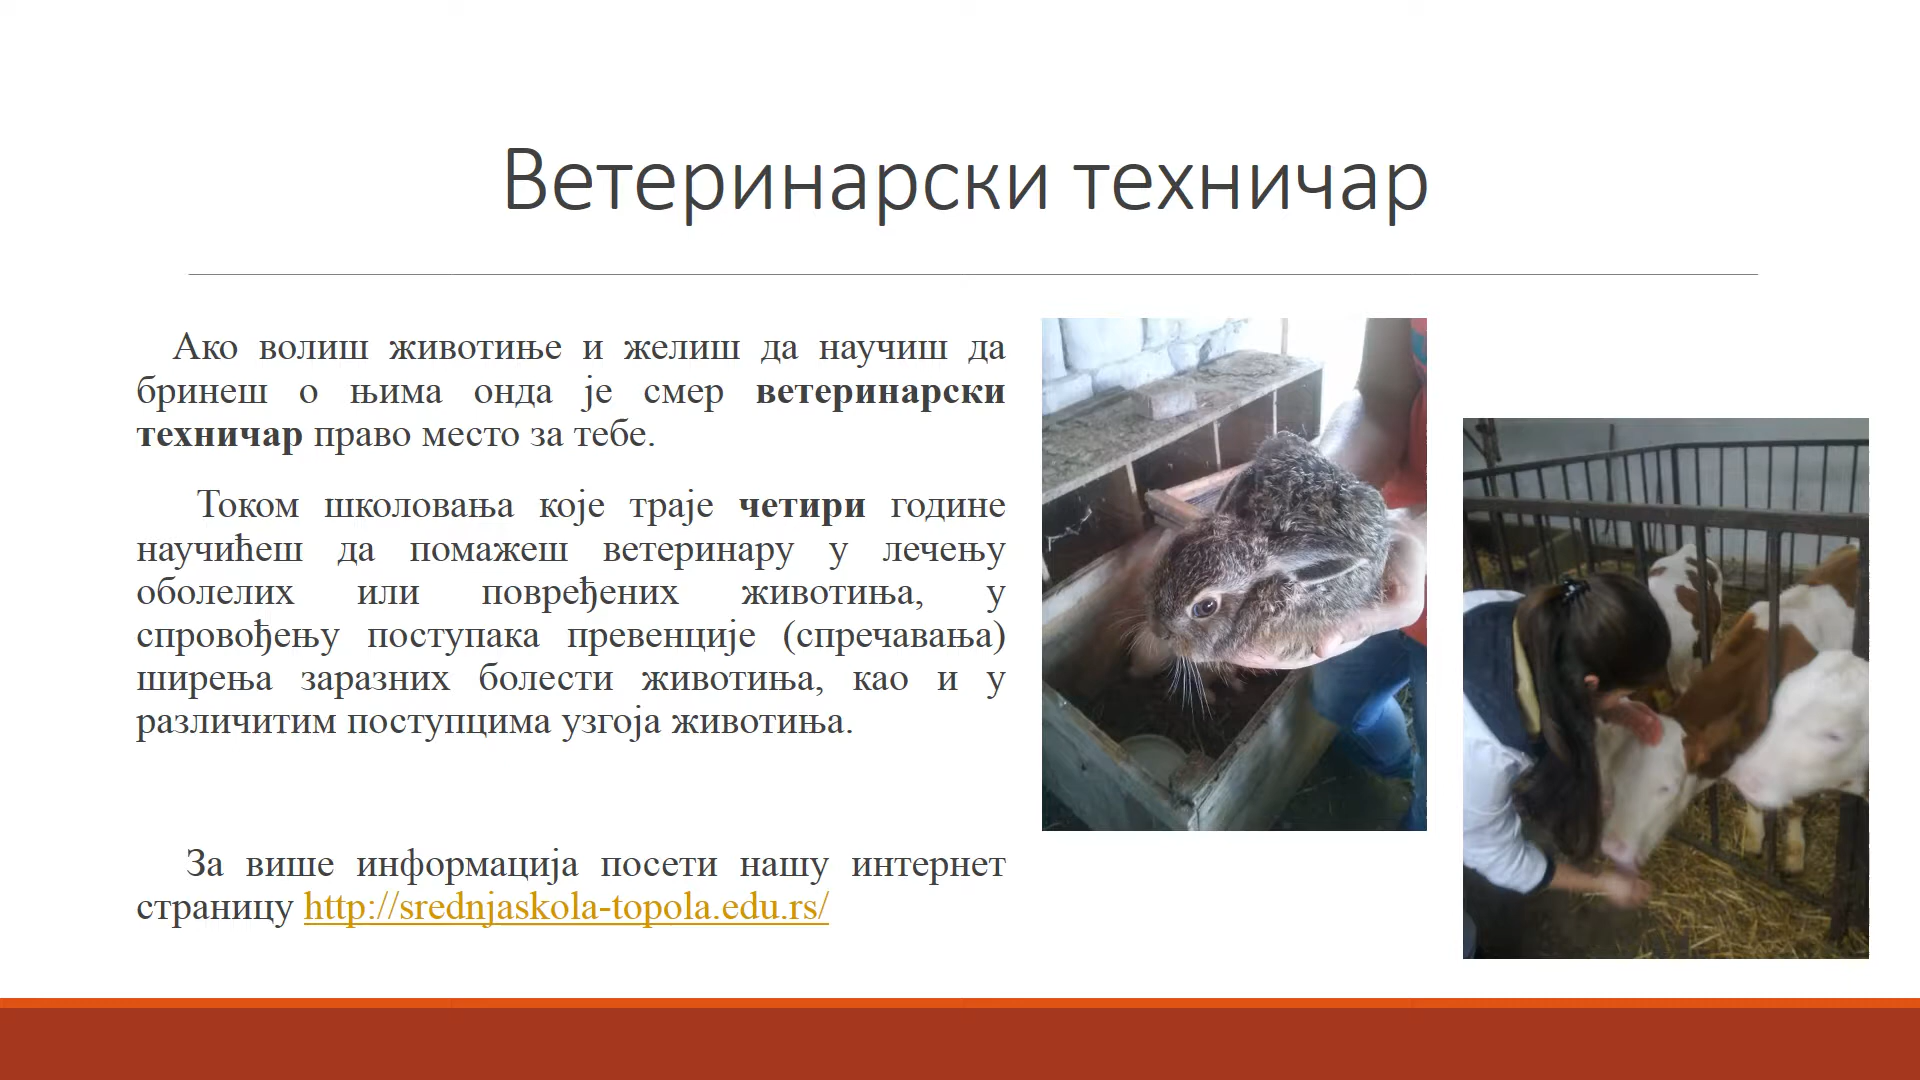 Ветеринарски техничар
Ако волиш животиње и желиш да научиш да
бринеш о њима онда је смер ветеринарски
техничар право место за тебе.
Током школовања које траје четири године
научићеш да помажеш ветеринару у лечењу
оболелих или повређених животиња, у
спровођењу поступака превенције (спречавања)
ширења заразних болести животиња, као и у
различитим поступцима узгоја животиња.
За више информација посети нашу интернет
страницу http://srednjaskola-topola.edu.rs/